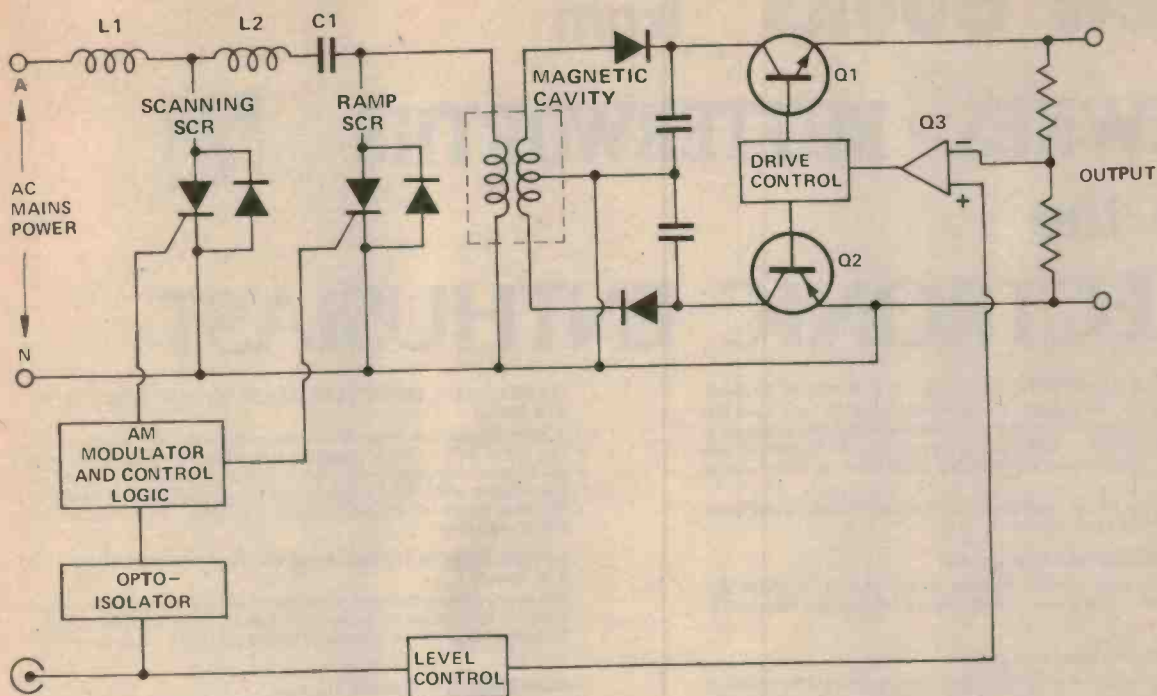 L1
L2
C1
A
SCANNING
SCR
RAMP
SCR
MAGNETIC
CAVITY
Q1
Q3
DRIVE
CONTROL
−
+
OUTPUT
AC
MAINS
POWER
Q2
N
AM
MODULATOR
AND CONTROL
LOGIC
OPTO–
ISOLATOR
LEVEL
CONTROL